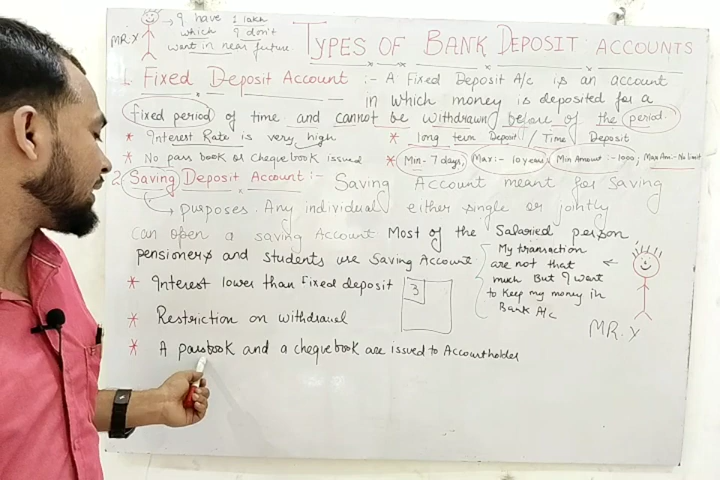 MR. X
→ I have 1 lakh
which I don't
want in near future
TYPES OF BANK DEPOSIT ACCOUNTS
1. Fixed Deposit Account :- A Fixed Deposit A/c is an account
in which money is deposited for a
fixed period of time and cannot be withdrawn before of the period.
* Interest Rate is very high
* long term Deposit / Time Deposit
* No pass book or cheque book issued
* Min - 7 days, Max :- 10 years, Min Amount :- 1000, Max Am :- No limit
2. Saving Deposit Account :- Saving Account meant for Saving
→ purposes. Any individual either single or jointly
can open a saving Account Most of the Salaried person
pensioners and students use Saving Account
My transaction
are not that
much But I want
to keep my money in
Bank A/c
MR. X
* Interest lower than Fixed deposit
3
* Restriction on withdrawel
* A passbook and a chequebook are issued to Accountholder